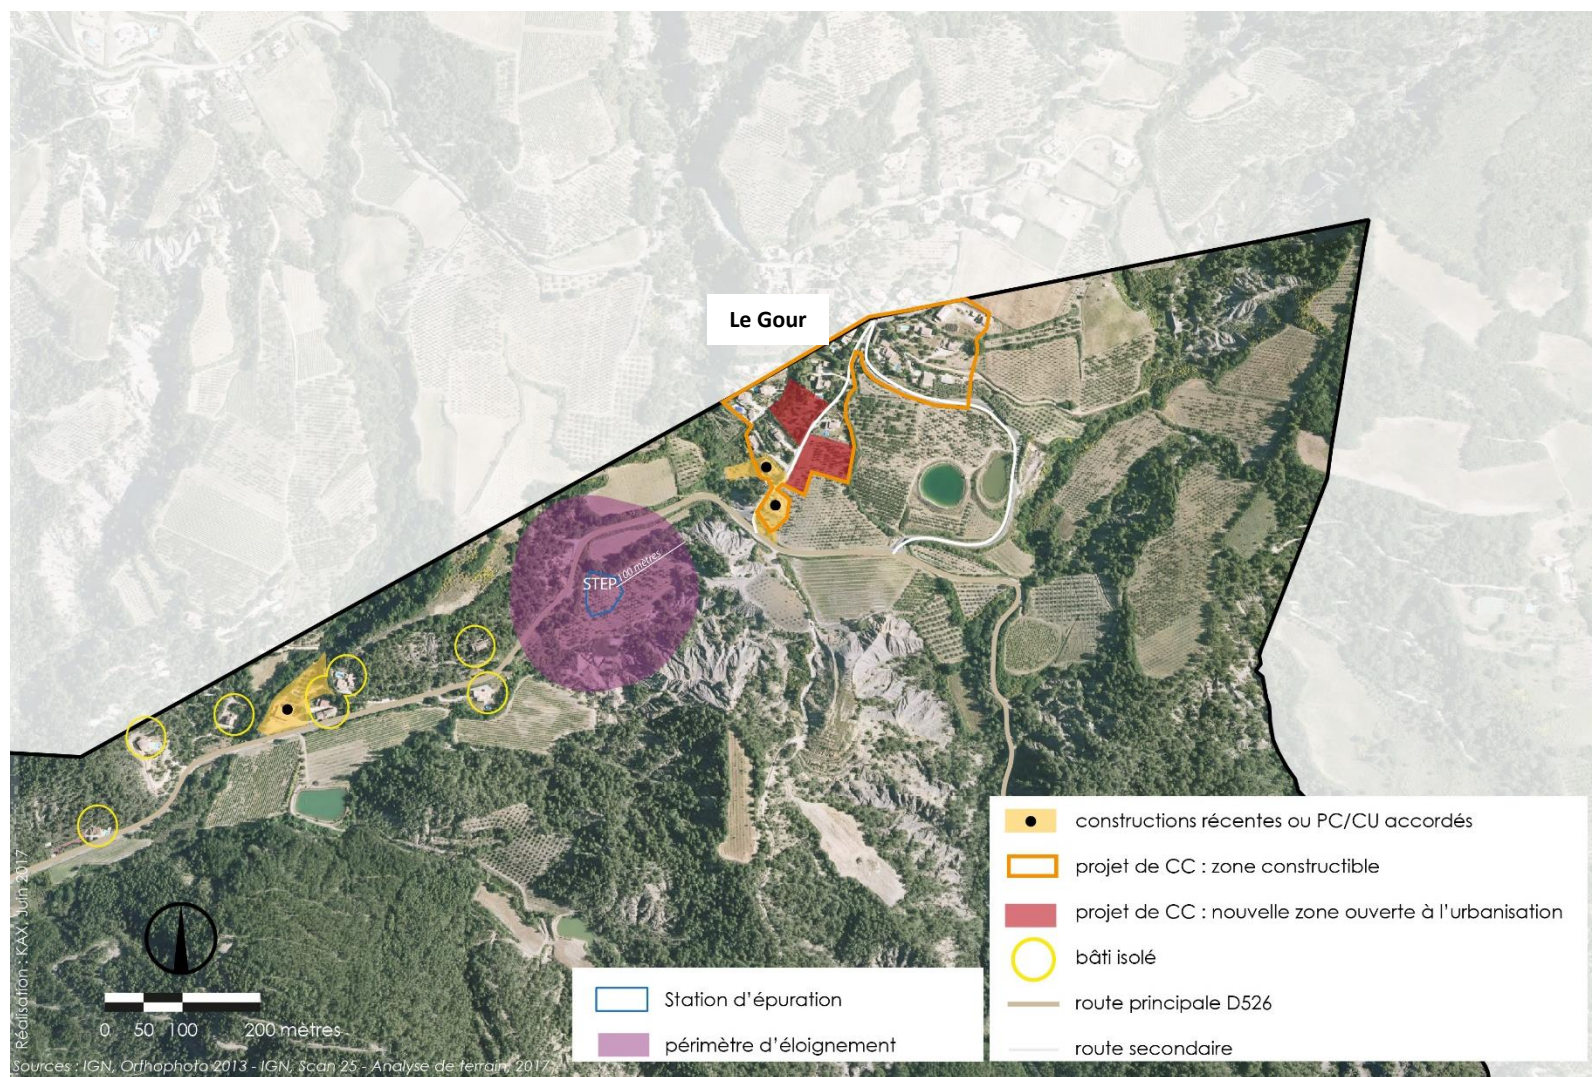 Le Gour
STEP
100 mètres
constructions récentes ou PC/CU accordés
projet de CC : zone constructible
projet de CC : nouvelle zone ouverte à l'urbanisation
bâti isolé
route principale D526
route secondaire
Station d'épuration
périmètre d'éloignement
0 50 100 200 mètres
Réalisation : KAX, Juin 2017
Sources : IGN, Orthophoto 2013 - IGN, Scan 25 - Analyse de terrain, 2017